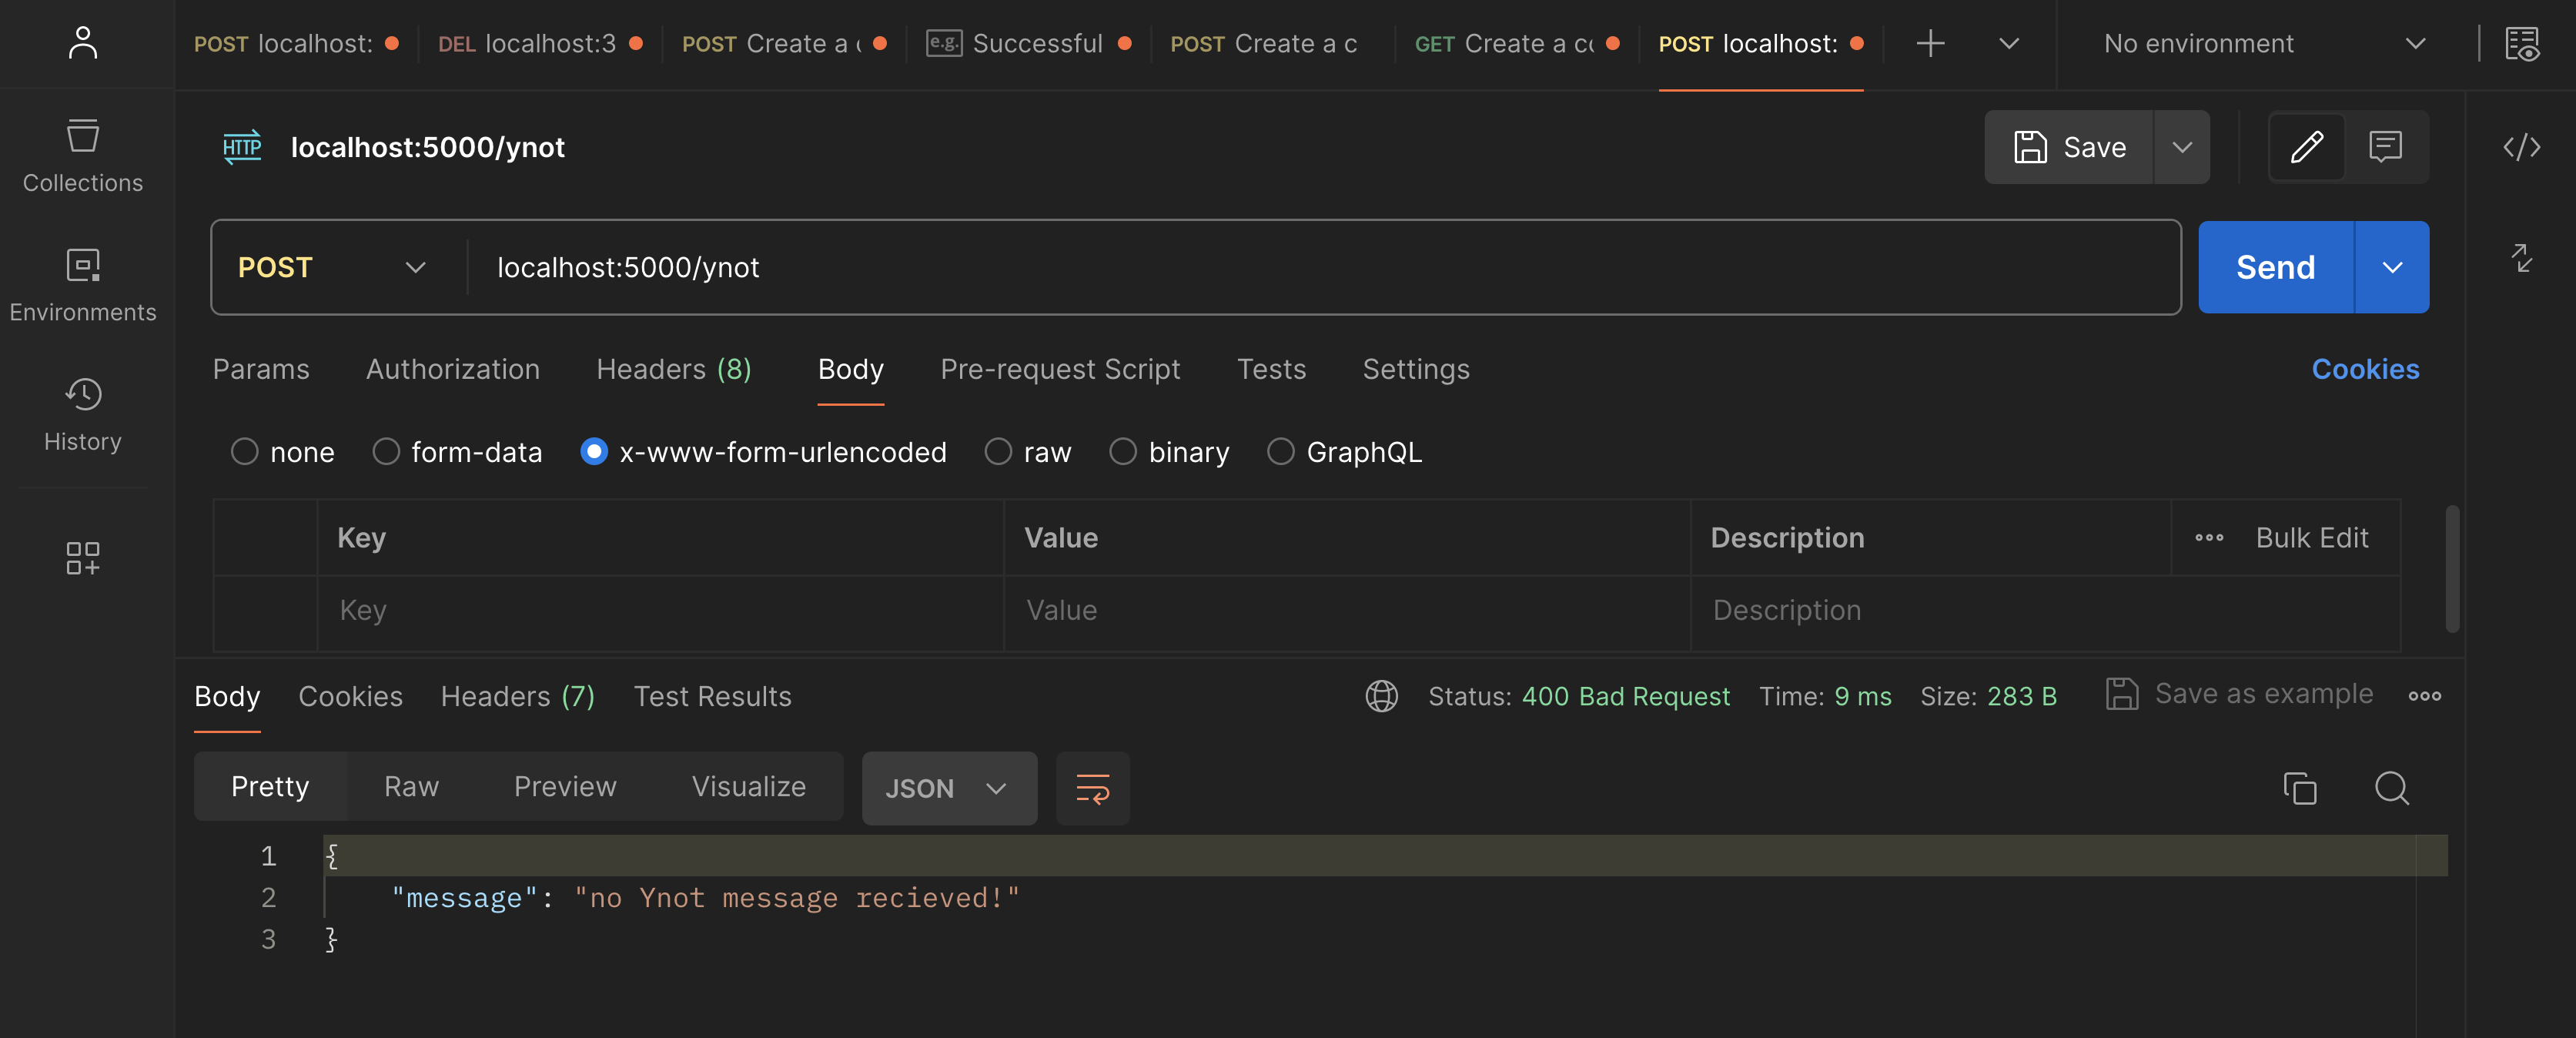 POST localhost: DEL localhost:3 POST Create a e.g. Successful POST Create a c GET Create a co POST localhost: No environment
localhost:5000/ynot Save
Collections
POST localhost:5000/ynot Send
Environments
Params Authorization Headers (8) Body Pre-request Script Tests Settings Cookies
History
none form-data x-www-form-urlencoded raw binary GraphQL
Key Value Description Bulk Edit
Key Value Description
Body Cookies Headers (7) Test Results Status: 400 Bad Request Time: 9 ms Size: 283 B Save as example
Pretty Raw Preview Visualize JSON
1 {
2 "message": "no Ynot message recieved!"
3 }
HTTP